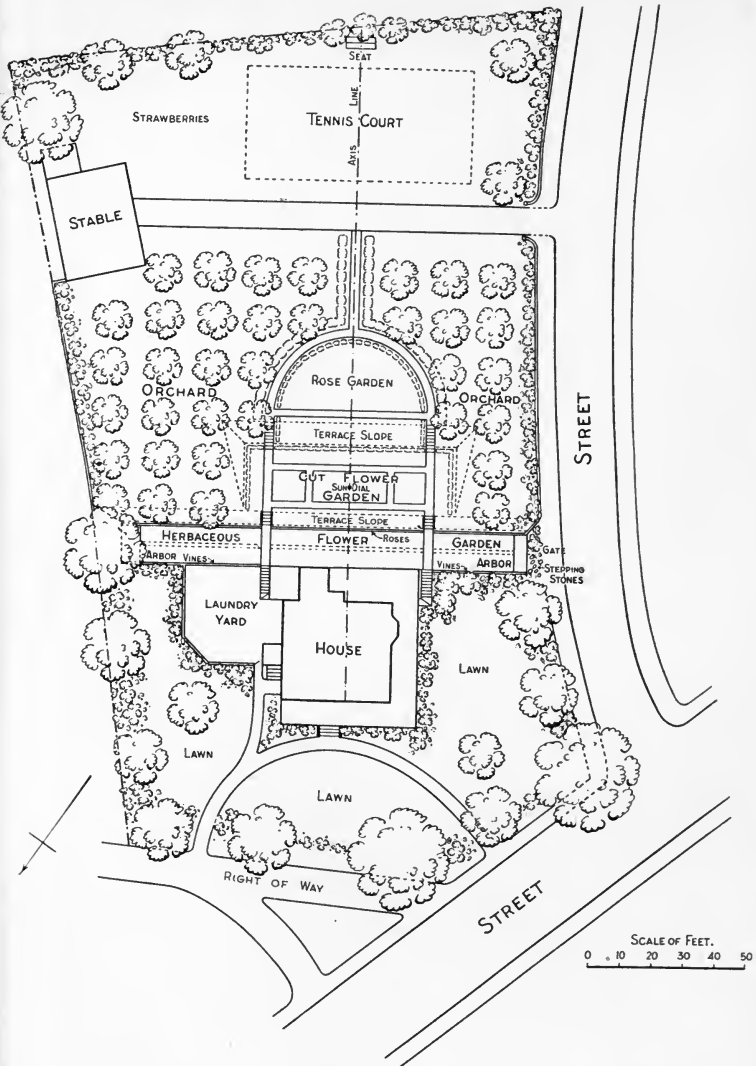 SEAT
STRAWBERRIES
TENNIS COURT
AXIS LINE
STABLE
ROSE GARDEN
ORCHARD
ORCHARD
TERRACE SLOPE
STREET
CUT FLOWER
SUN DIAL
GARDEN
TERRACE SLOPE
HERBACEOUS FLOWER GARDEN
ROSES
GATE
ARBOR VINES
VINES ARBOR
STEPPING
STONES
LAUNDRY
YARD
HOUSE
LAWN
LAWN
LAWN
RIGHT OF WAY
STREET
SCALE OF FEET.
0 10 20 30 40 50